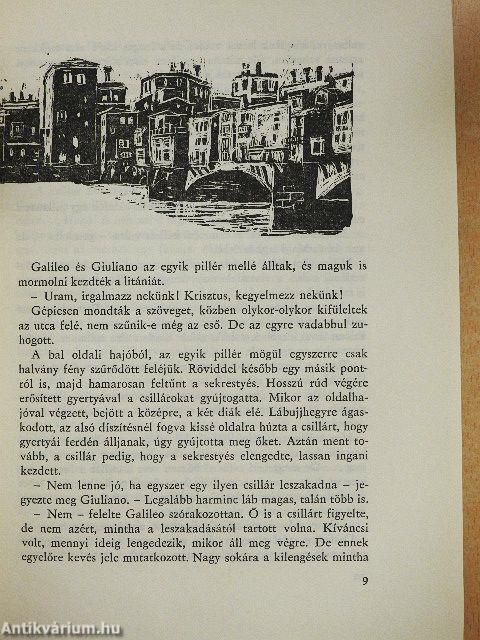 Galileo és Giuliano az egyik pillér mellé álltak, és maguk is
mormolni kezdték a litániát.
– Uram, irgalmazz nekünk! Krisztus, kegyelmezz nekünk!
Gépiesen mondták a szöveget, közben olykor-olykor kifüleltek
az utca felé, nem szűnik-e még az eső. De az egyre vadabbul zu-
hogott.
A bal oldali hajóból, az egyik pillér mögül egyszerre csak
halvány fény szűrődött feléjük. Röviddel később egy másik pont-
ról is, majd hamarosan feltűnt a sekrestyés. Hosszú rúd végére
erősített gyertyával a csillárokat gyújtogatta. Mikor az oldalha-
jóval végzett, bejött a középre, a két diák elé. Lábujjhegyre ágas-
kodott, az alsó díszítésnél fogva kissé oldalra húzta a csillárt, hogy
gyertyái ferdén álljanak, úgy gyújtotta meg őket. Aztán ment to-
vább, a csillár pedig, hogy a sekrestyés elengedte, lassan ingani
kezdett.
– Nem lenne jó, ha egyszer egy ilyen csillár leszakadna – je-
gyezte meg Giuliano. – Legalább harminc láb magas, talán több is.
– Nem – felelte Galileo szórakozottan. Ő is a csillárt figyelte,
de nem azért, mintha a leszakadásától tartott volna. Kíváncsi
volt, mennyi ideig lengedezik, mikor áll meg végre. De ennek
egyelőre kevés jele mutatkozott. Nagy sokára a kilengések mintha
9
Antikvárium.hu